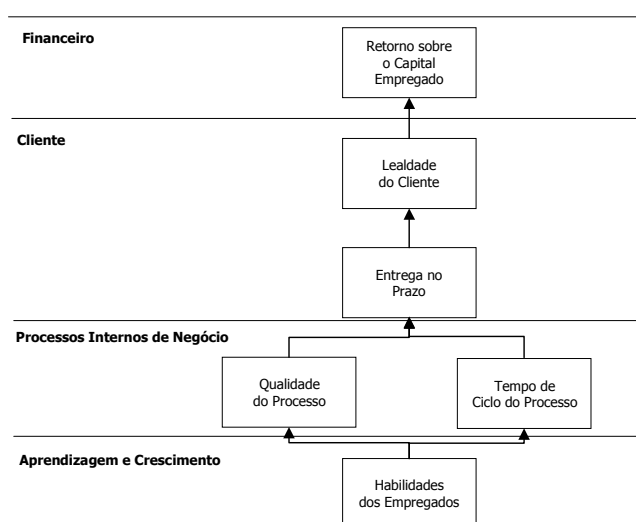 Financeiro
Retorno sobre
o Capital
Empregado
Cliente
Lealdade
do Cliente
Entrega no
Prazo
Processos Internos de Negócio
Qualidade
do Processo
Tempo de
Ciclo do Processo
Aprendizagem e Crescimento
Habilidades
dos Empregados